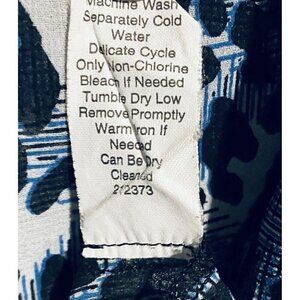 Machine Wash
Separately Cold
Water
Delicate Cycle
Only Non-Chlorine
Bleach If Needed
Tumble Dry Low
Remove Promptly
Warm Iron If
Needed
Can Be Dry
Cleaned
212373